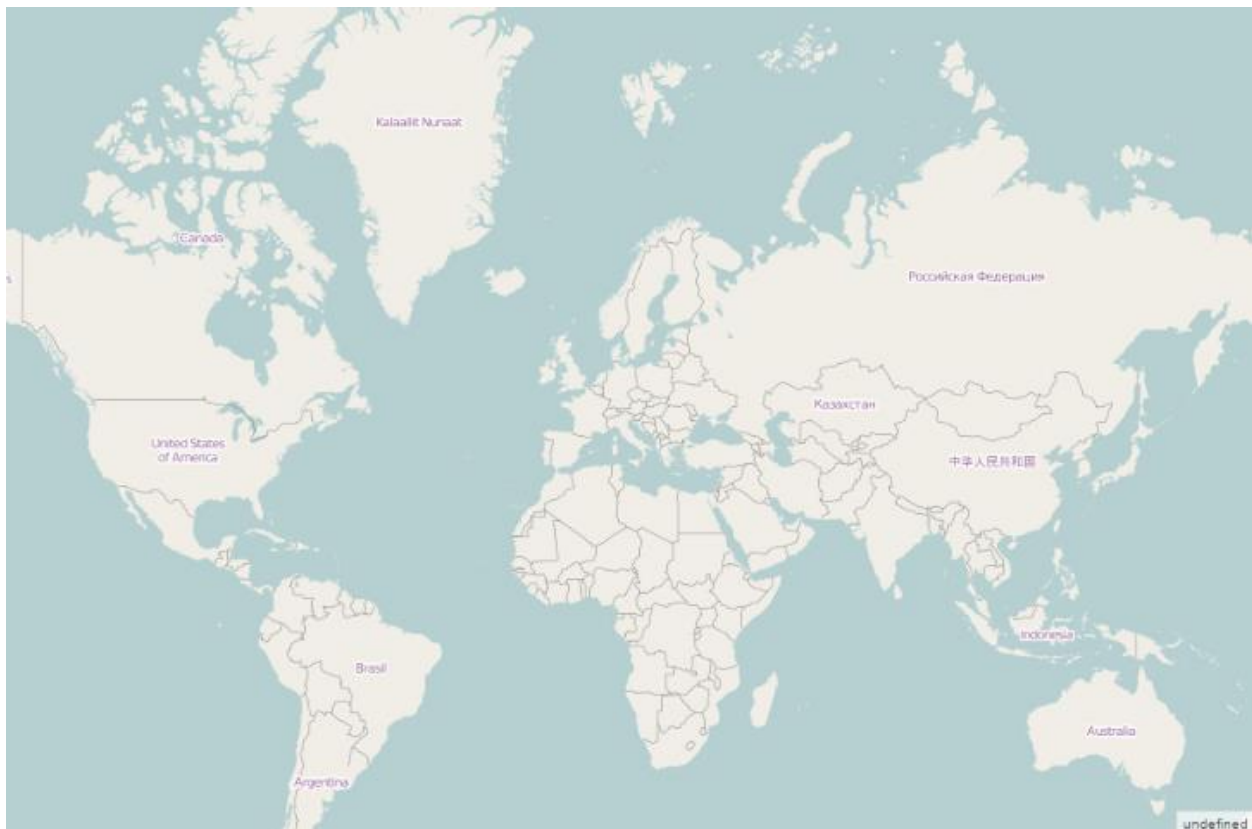 Kalaallit Nunaat
Canada
Российская Федерация
Казахстан
United States
of America
中华人民共和国
Indonesia
Brasil
Australia
Argentina
undefined